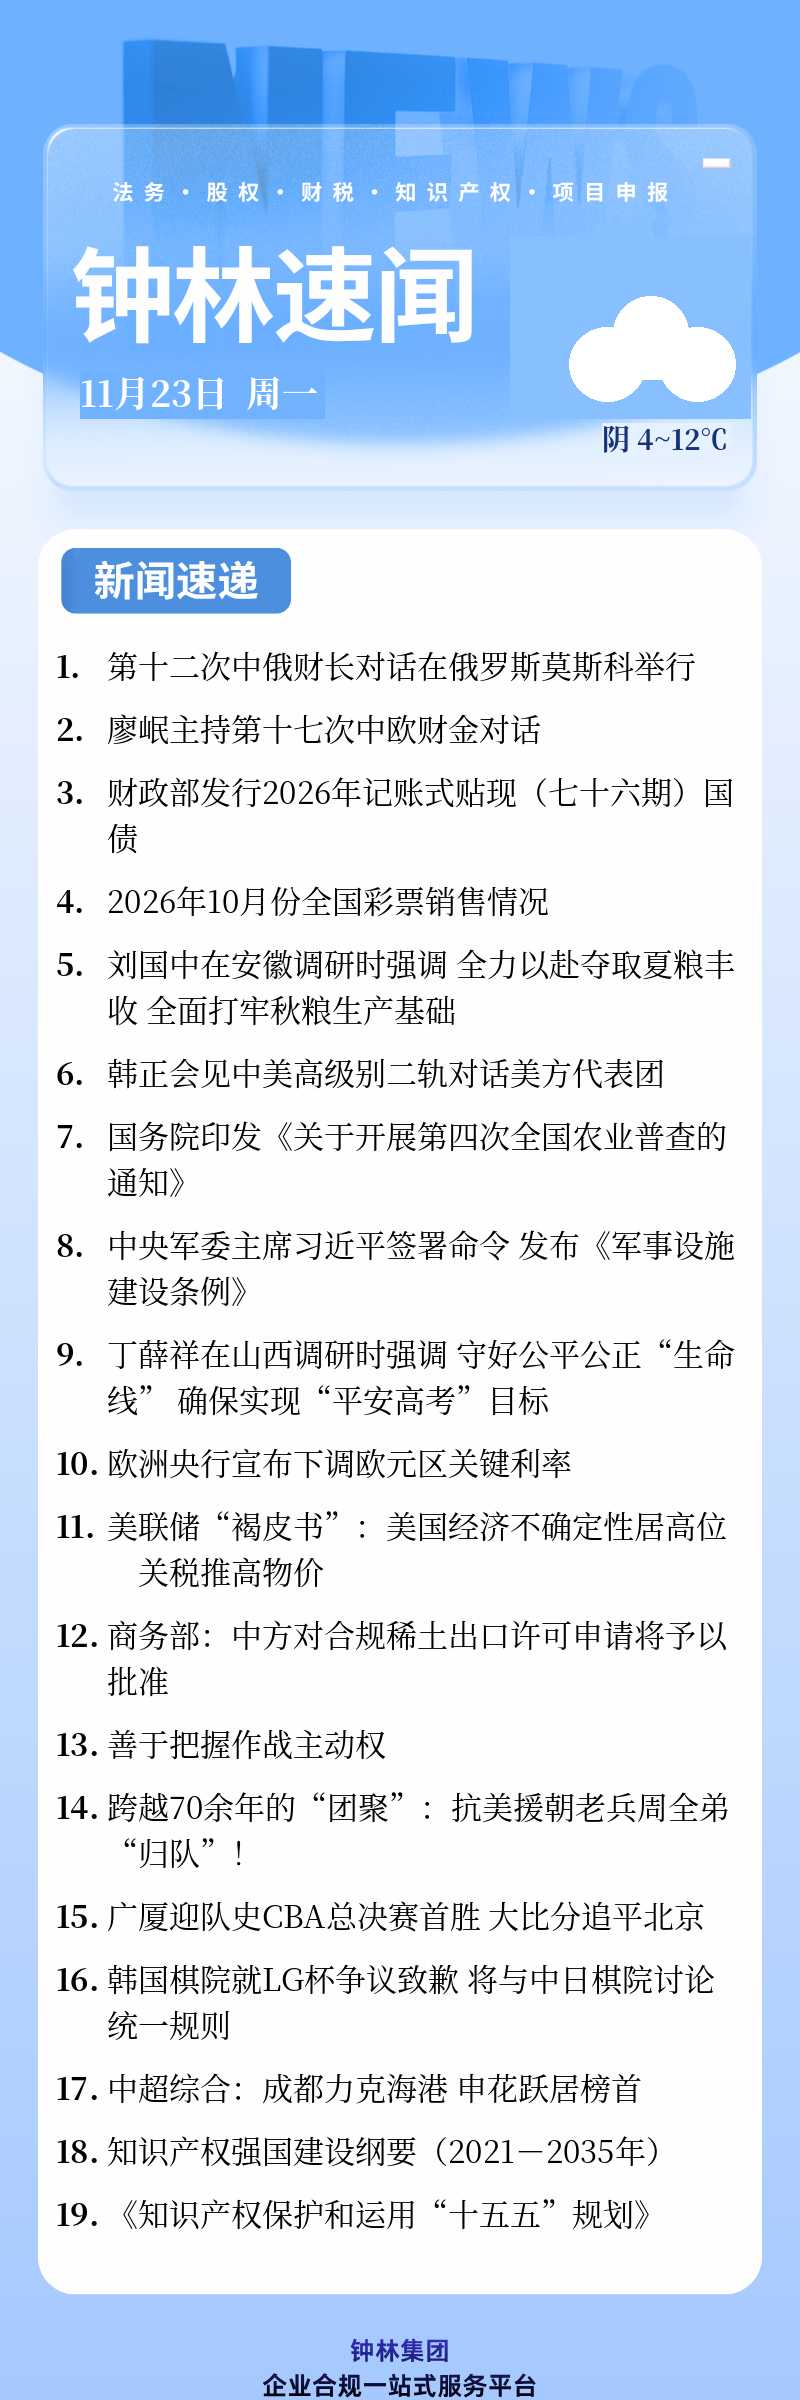 NEWS
法务·股权·财税·知识产权·项目申报
钟林速闻
11月23日 周一
阴 4~12℃
新闻速递
1. 第十二次中俄财长对话在俄罗斯莫斯科举行
2. 廖岷主持第十七次中欧财金对话
3. 财政部发行2026年记账式贴现（七十六期）国
债
4. 2026年10月份全国彩票销售情况
5. 刘国中在安徽调研时强调 全力以赴夺取夏粮丰
收 全面打牢秋粮生产基础
6. 韩正会见中美高级别二轨对话美方代表团
7. 国务院印发《关于开展第四次全国农业普查的
通知》
8. 中央军委主席习近平签署命令 发布《军事设施
建设条例》
9. 丁薛祥在山西调研时强调 守好公平公正“生命
线” 确保实现“平安高考”目标
10. 欧洲央行宣布下调欧元区关键利率
11. 美联储“褐皮书”：美国经济不确定性居高位
关税推高物价
12. 商务部：中方对合规稀土出口许可申请将予以
批准
13. 善于把握作战主动权
14. 跨越70余年的“团聚”：抗美援朝老兵周全弟
“归队”！
15. 广厦迎队史CBA总决赛首胜 大比分追平北京
16. 韩国棋院就LG杯争议致歉 将与中日棋院讨论
统一规则
17. 中超综合：成都力克海港 申花跃居榜首
18. 知识产权强国建设纲要（2021－2035年）
19. 《知识产权保护和运用“十五五”规划》
钟林集团
企业合规一站式服务平台